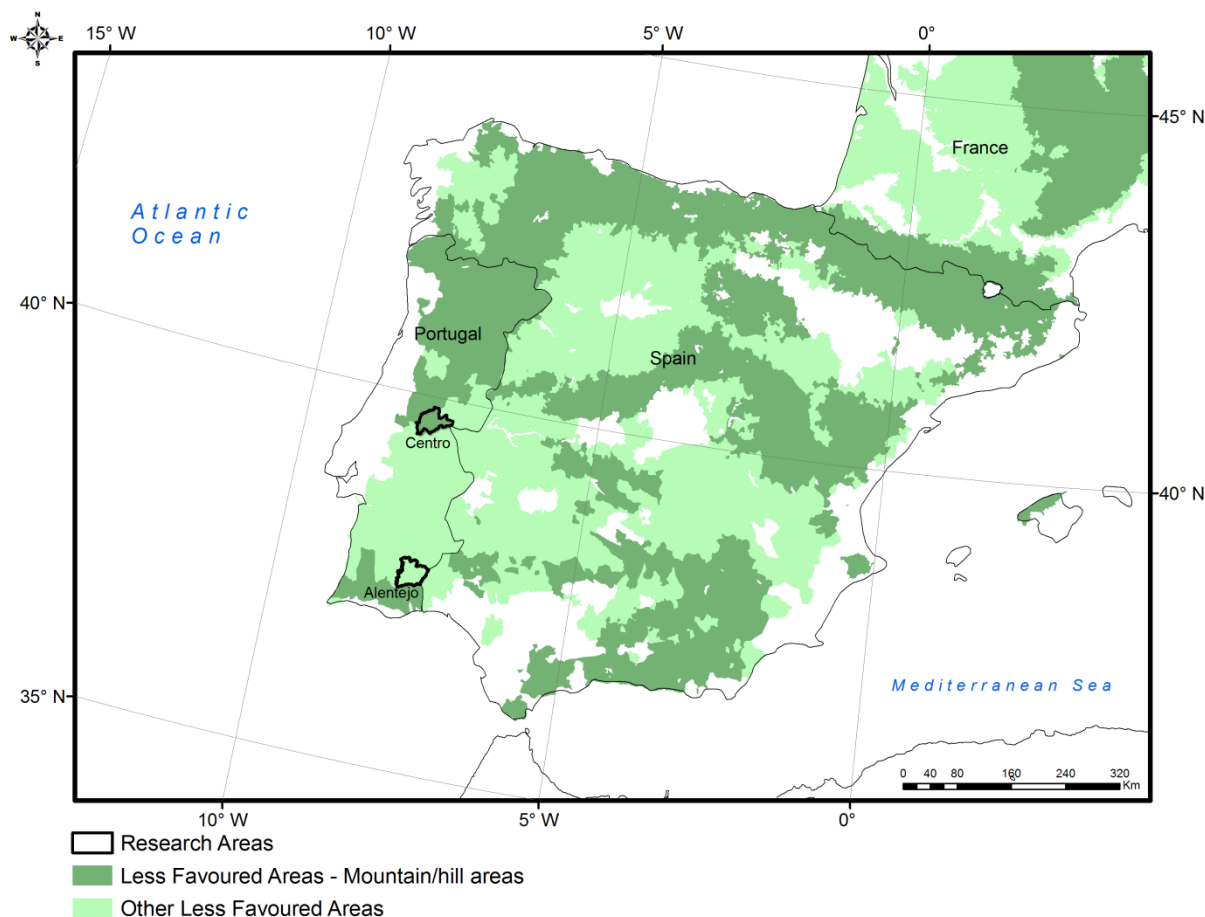 N
W E
S
15° W 10° W 5° W 0°
45° N
France
Atlantic
Ocean
40° N
Portugal
Spain
Centro
40° N
Alentejo
Mediterranean Sea
35° N
0 40 80 160 240 320
Km
10° W 5° W 0°
Research Areas
Less Favoured Areas - Mountain/hill areas
Other Less Favoured Areas